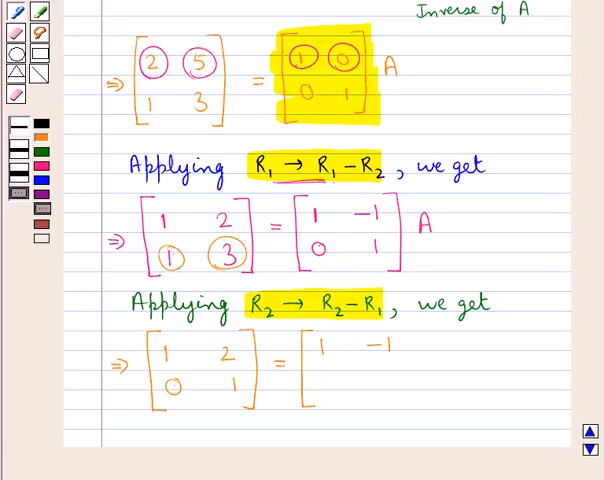 Inverse of A
⇒ [2 5] = [1 0] A
[1 3] [0 1]
Applying R₁ → R₁ − R₂, we get
⇒ [1 2] = [1 −1] A
[1 3] [0 1]
Applying R₂ → R₂ − R₁, we get
⇒ [1 2] = [1 −1
[0 1] [